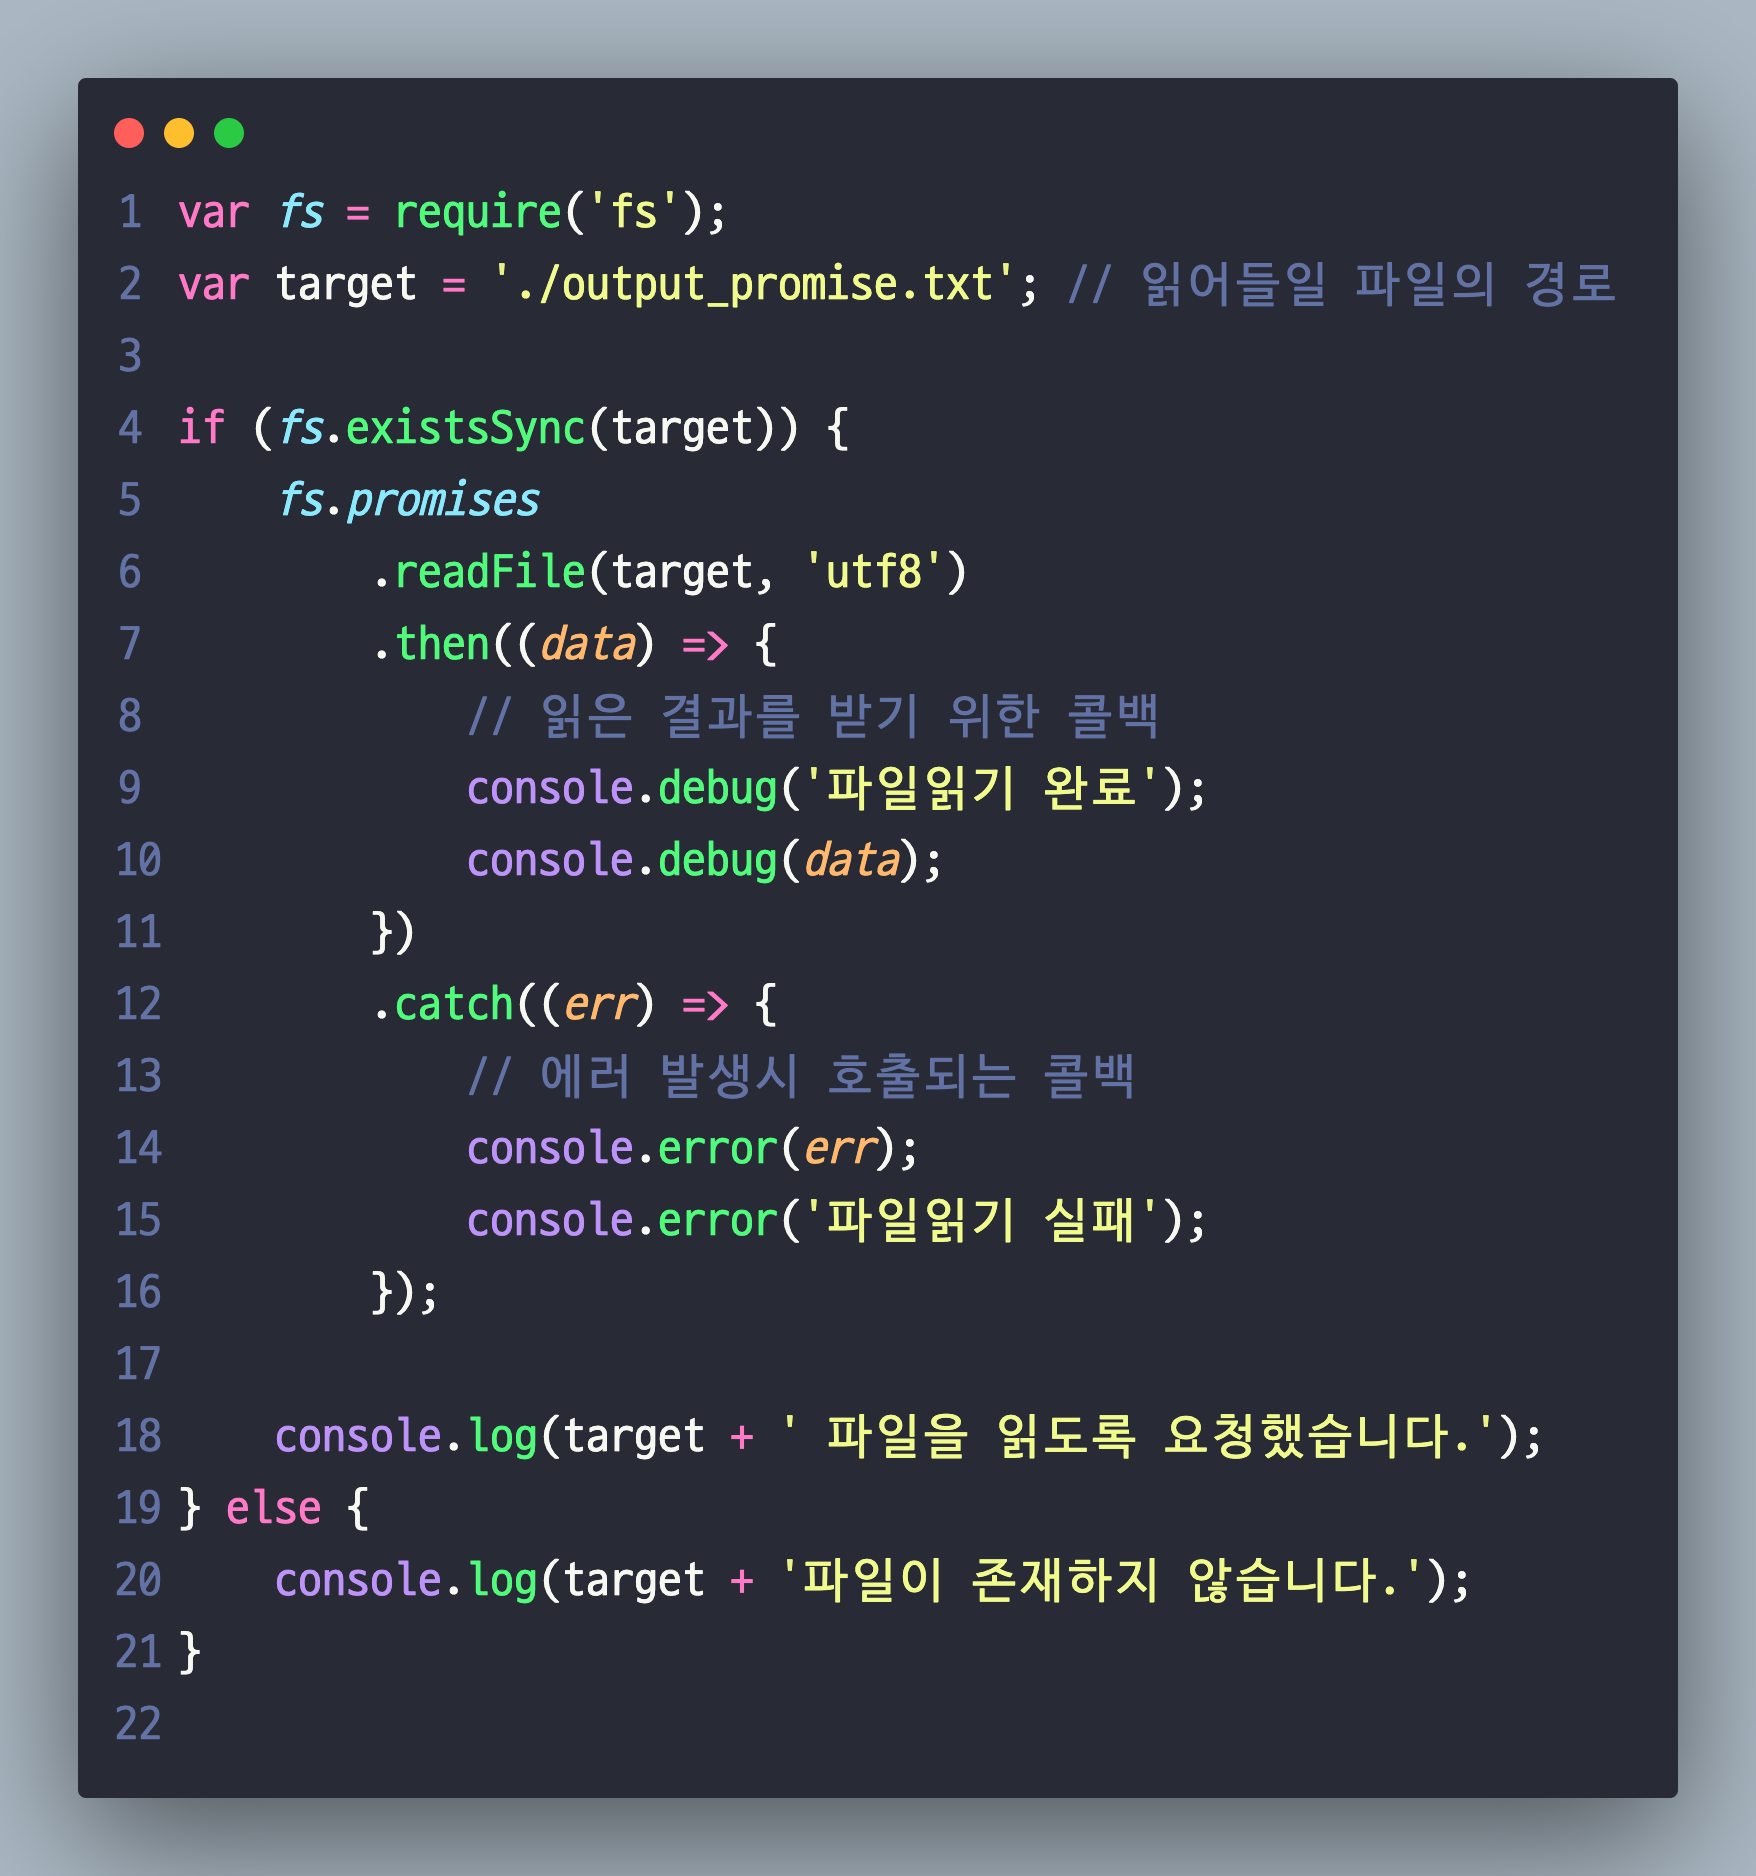 1 var fs = require('fs');
2 var target = './output_promise.txt'; // 읽어들일 파일의 경로
3
4 if (fs.existsSync(target)) {
5     fs.promises
6         .readFile(target, 'utf8')
7         .then((data) => {
8             // 읽은 결과를 받기 위한 콜백
9             console.debug('파일읽기 완료');
10             console.debug(data);
11         })
12         .catch((err) => {
13             // 에러 발생시 호출되는 콜백
14             console.error(err);
15             console.error('파일읽기 실패');
16         });
17
18     console.log(target + ' 파일을 읽도록 요청했습니다.');
19 } else {
20     console.log(target + '파일이 존재하지 않습니다.');
21 }
22